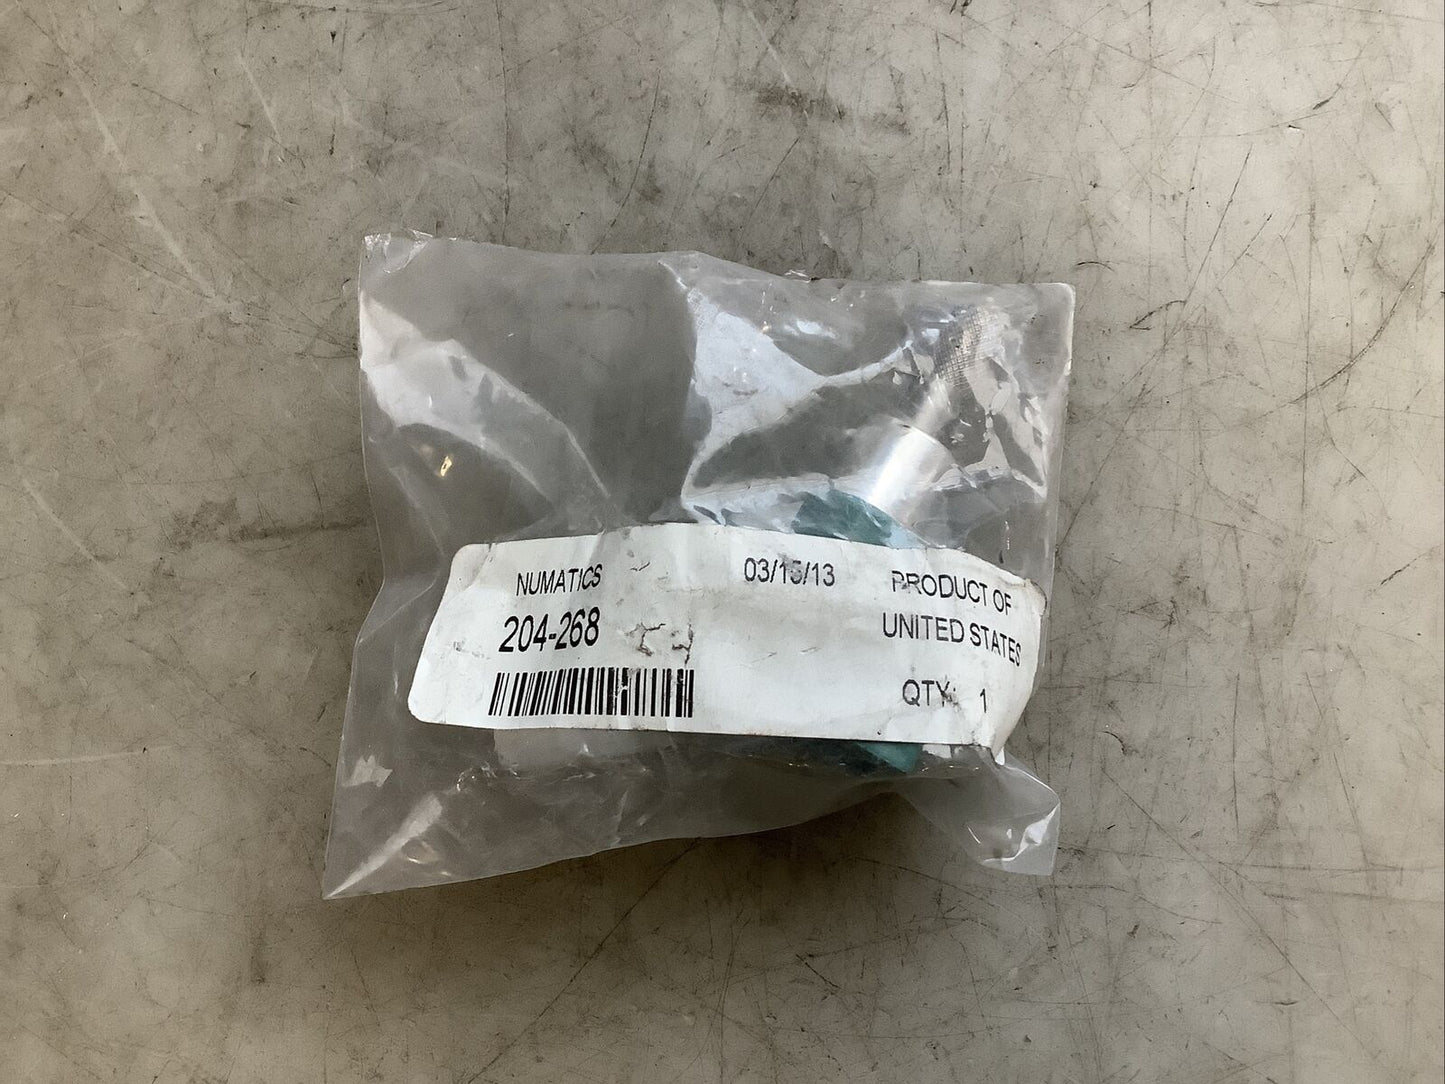 NUMATICS
03/15/13
PRODUCT OF
UNITED STATES
204-268
QTY: 1